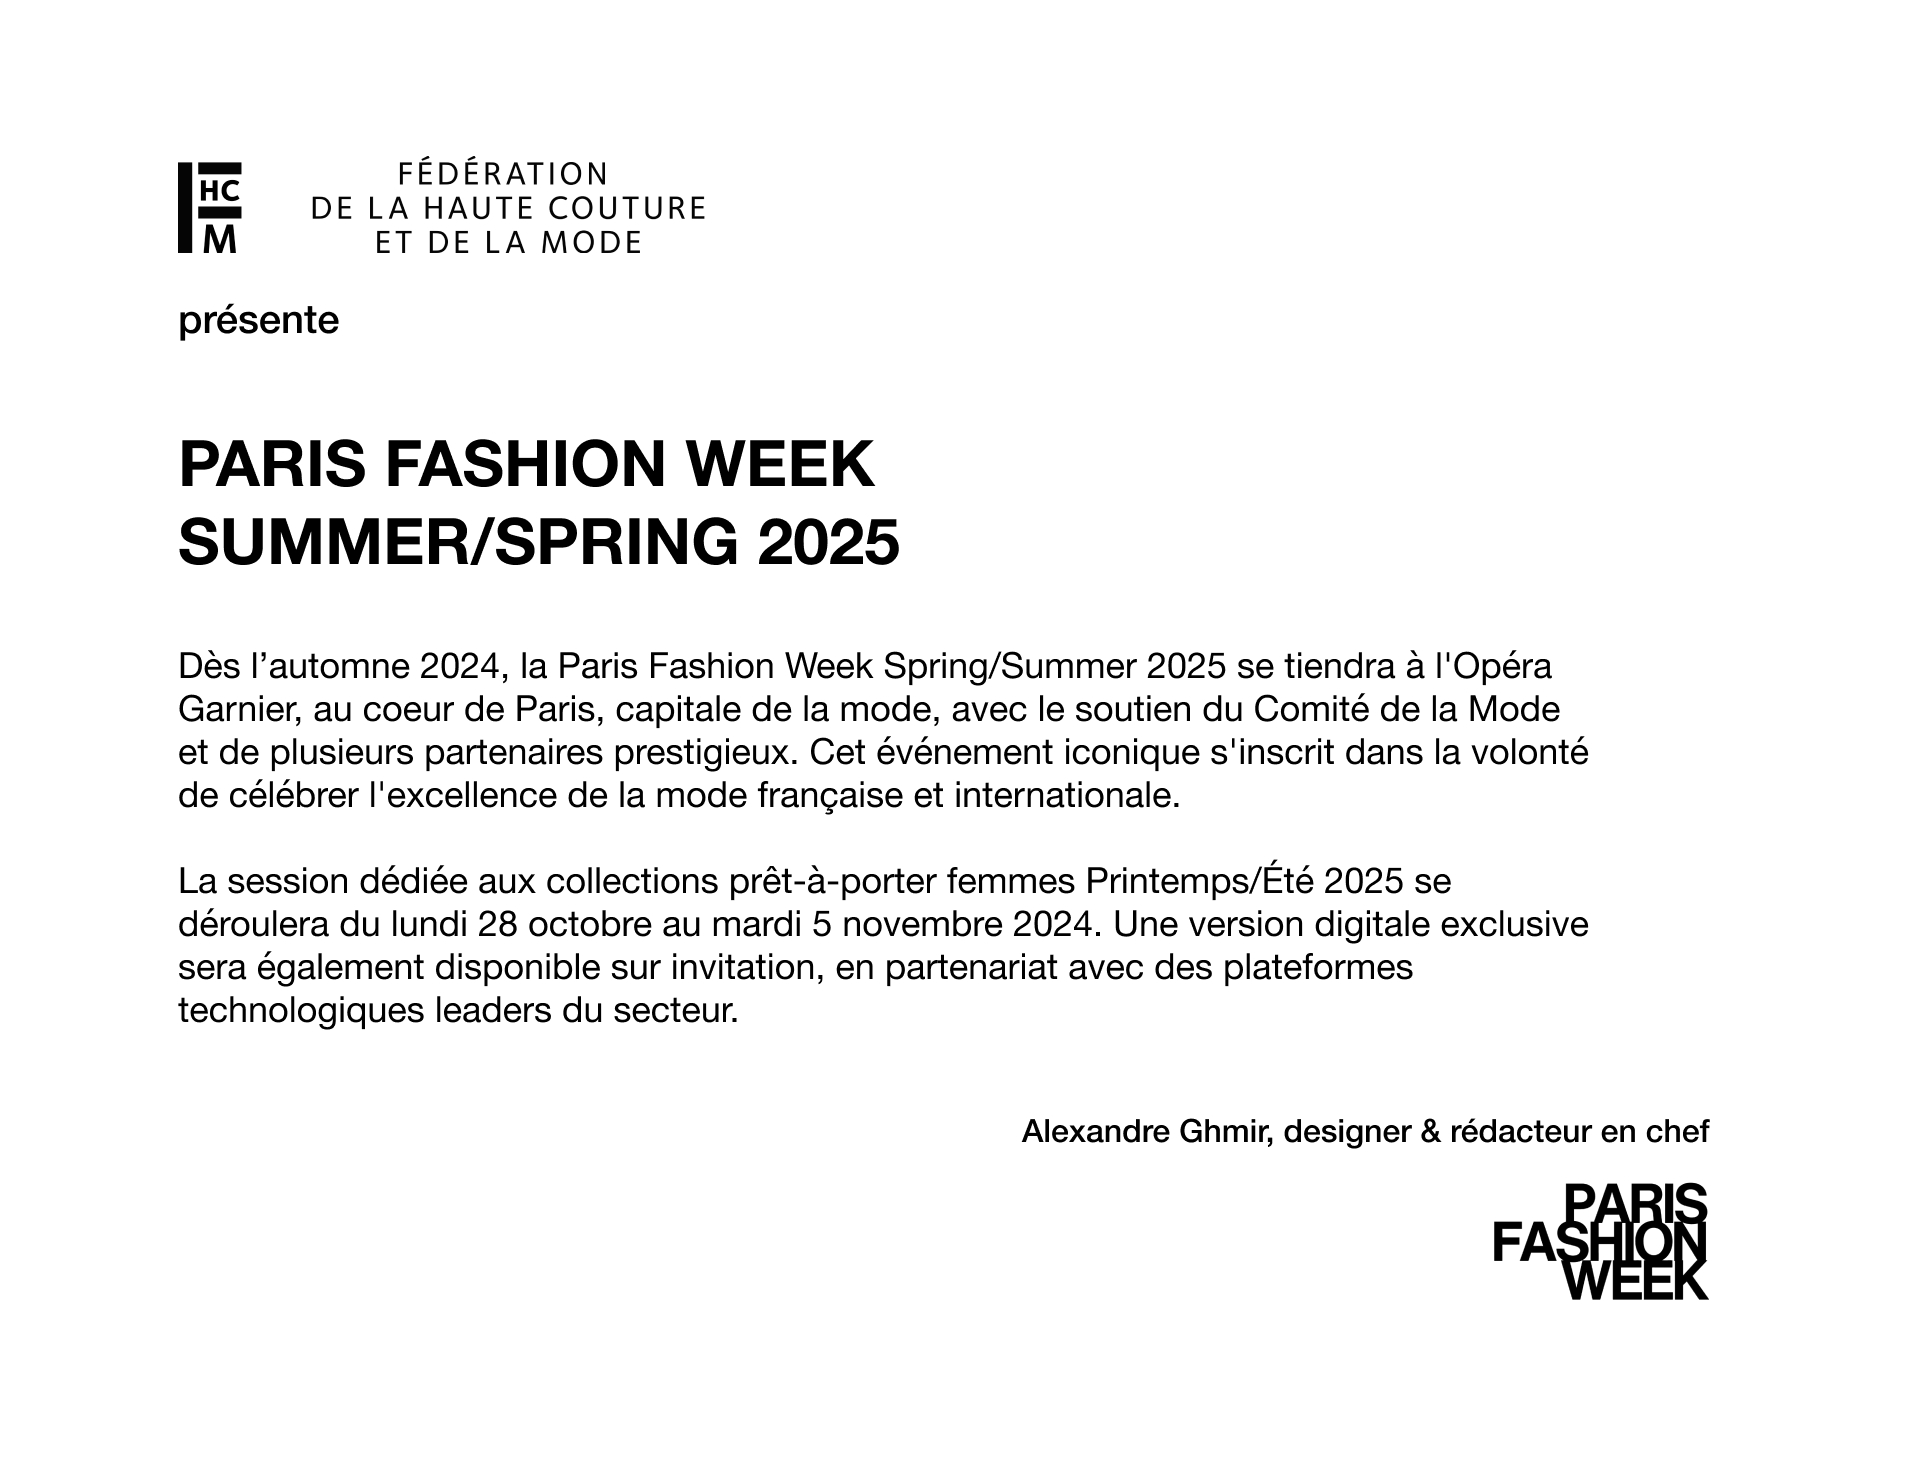 HC
M
FÉDÉRATION
DE LA HAUTE COUTURE
ET DE LA MODE
présente
PARIS FASHION WEEK
SUMMER/SPRING 2025
Dès l’automne 2024, la Paris Fashion Week Spring/Summer 2025 se tiendra à l'Opéra
Garnier, au coeur de Paris, capitale de la mode, avec le soutien du Comité de la Mode
et de plusieurs partenaires prestigieux. Cet événement iconique s'inscrit dans la volonté
de célébrer l'excellence de la mode française et internationale.
La session dédiée aux collections prêt-à-porter femmes Printemps/Été 2025 se
déroulera du lundi 28 octobre au mardi 5 novembre 2024. Une version digitale exclusive
sera également disponible sur invitation, en partenariat avec des plateformes
technologiques leaders du secteur.
Alexandre Ghmir, designer & rédacteur en chef
PARIS
FASHION
WEEK